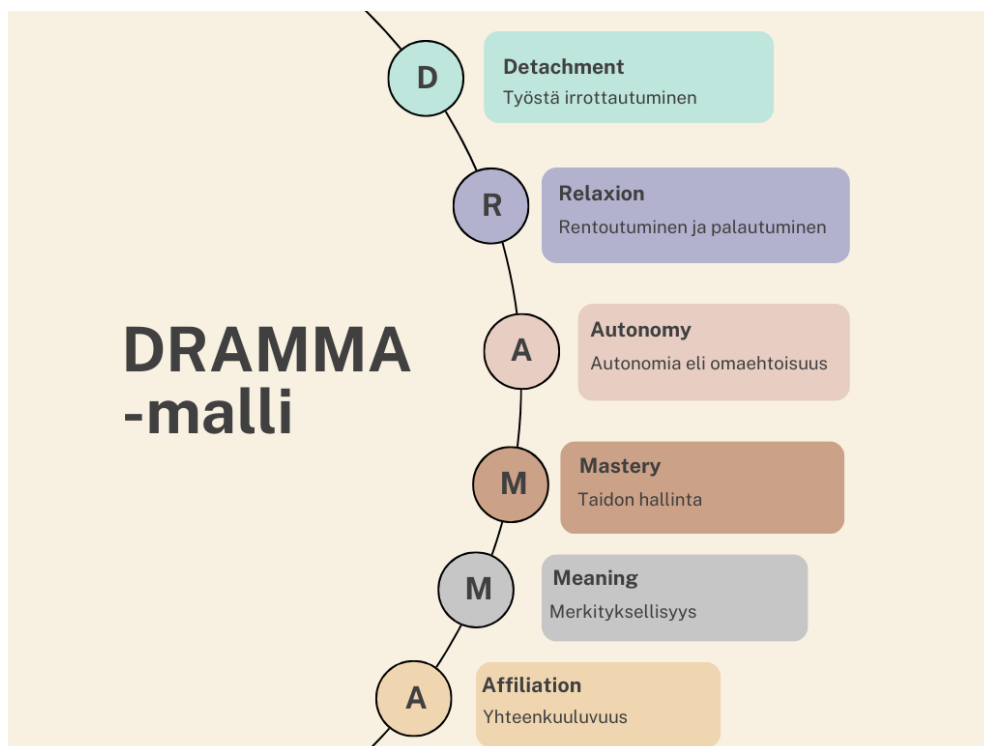 DRAMMA
-malli
D
Detachment
Työstä irrottautuminen
R
Relaxion
Rentoutuminen ja palautuminen
A
Autonomy
Autonomia eli omaehtoisuus
M
Mastery
Taidon hallinta
M
Meaning
Merkityksellisyys
A
Affiliation
Yhteenkuuluvuus